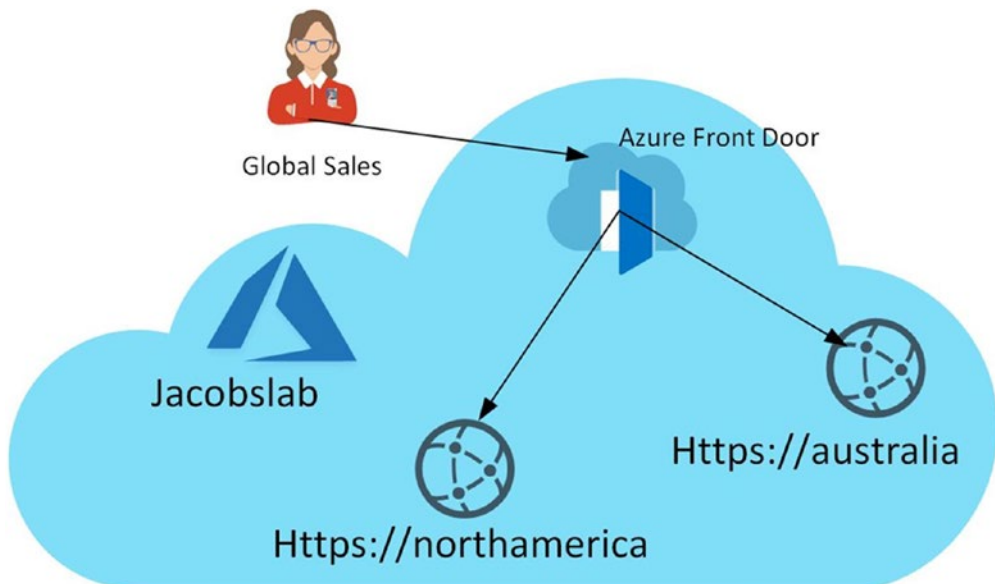 Global Sales
Azure Front Door
Jacobslab
Https://australia
Https://northamerica